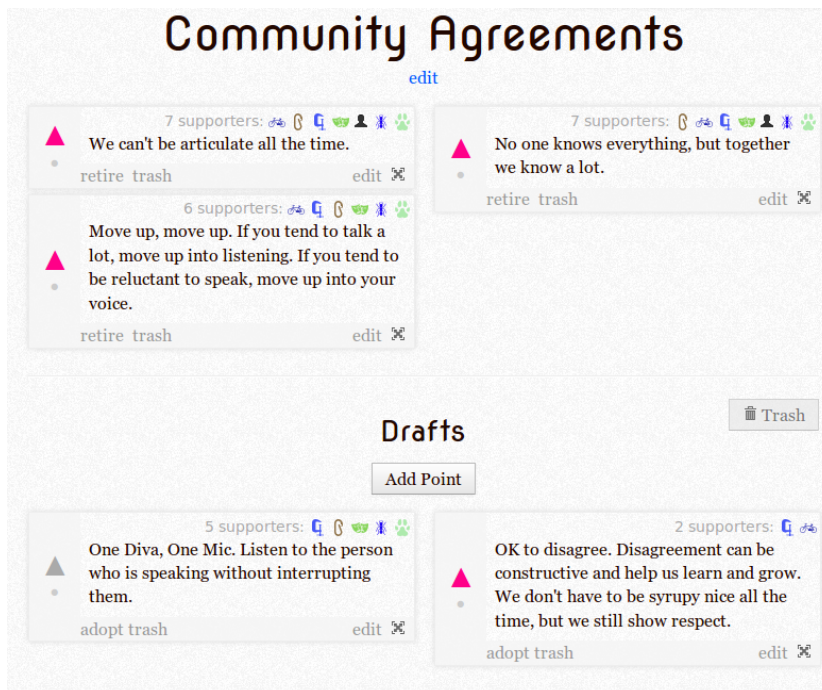 Community Agreements
edit
7 supporters:
We can't be articulate all the time.
retire trash edit
7 supporters:
No one knows everything, but together
we know a lot.
retire trash edit
6 supporters:
Move up, move up. If you tend to talk a
lot, move up into listening. If you tend to
be reluctant to speak, move up into your
voice.
retire trash edit
Trash
Drafts
Add Point
5 supporters:
One Diva, One Mic. Listen to the person
who is speaking without interrupting
them.
adopt trash edit
2 supporters:
OK to disagree. Disagreement can be
constructive and help us learn and grow.
We don't have to be syrupy nice all the
time, but we still show respect.
adopt trash edit